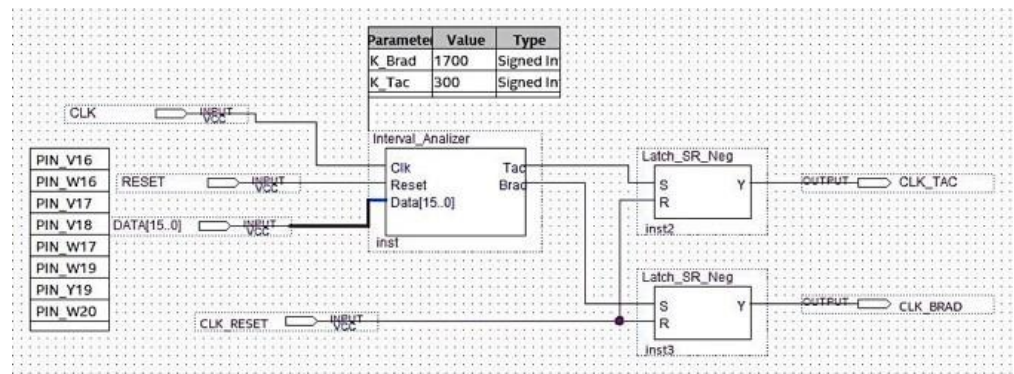 Paramete Value Type
K_Brad 1700 Signed In
K_Tac 300 Signed In
CLK INPUT
VCC
Interval_Analizer
Clk Tac
Reset Brad
Data[15..0]
inst
PIN_V16
PIN_W16
PIN_V17
PIN_V18
PIN_W17
PIN_W19
PIN_Y19
PIN_W20
RESET INPUT
VCC
DATA[15..0] INPUT
VCC
CLK_RESET INPUT
VCC
Latch_SR_Neg
S Y
R
inst2
OUTPUT CLK_TAC
Latch_SR_Neg
S Y
R
inst3
OUTPUT CLK_BRAD